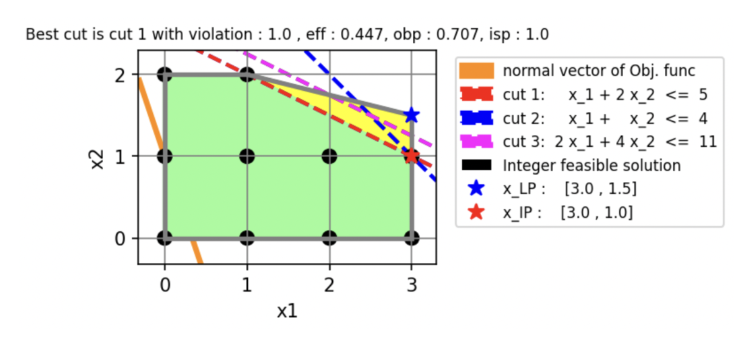 Best cut is cut 1 with violation : 1.0 , eff : 0.447, obp : 0.707, isp : 1.0
normal vector of Obj. func
cut 1: x_1 + 2 x_2 <= 5
cut 2: x_1 + x_2 <= 4
cut 3: 2 x_1 + 4 x_2 <= 11
Integer feasible solution
x_LP : [3.0 , 1.5]
x_IP : [3.0 , 1.0]
x2
2
1
0
0 1 2 3
x1